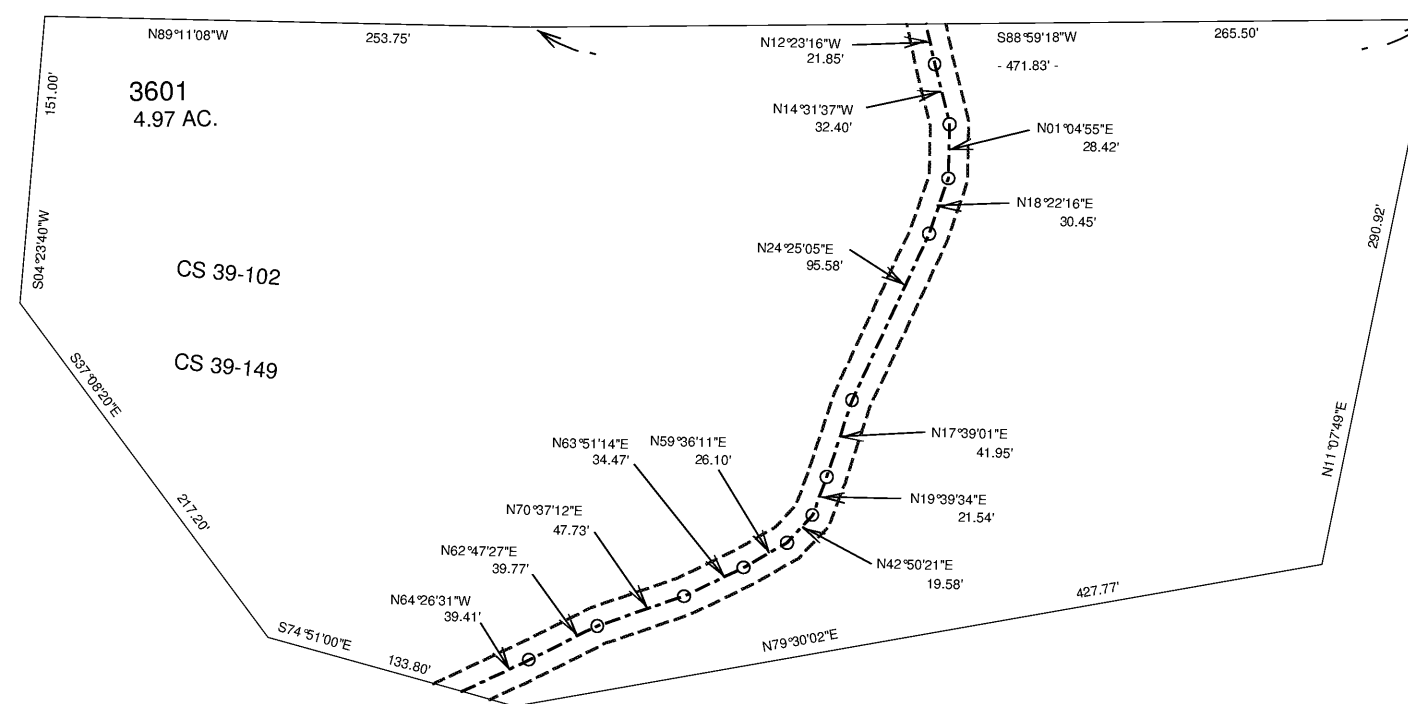 N89°11'08"W
253.75'
N12°23'16"W
21.85'
S88°59'18"W
265.50'
- 471.83' -
151.00'
3601
4.97 AC.
N14°31'37"W
32.40'
N01°04'55"E
28.42'
N18°22'16"E
30.45'
290.92'
S04°23'40"W
N24°25'05"E
95.58'
CS 39-102
CS 39-149
S37°08'20"E
N17°39'01"E
41.95'
N11°07'49"E
N63°51'14"E
34.47'
N59°36'11"E
26.10'
N19°39'34"E
21.54'
217.20'
N70°37'12"E
47.73'
N62°47'27"E
39.77'
N42°50'21"E
19.58'
N64°26'31"W
39.41'
427.77'
S74°51'00"E
133.80'
N79°30'02"E